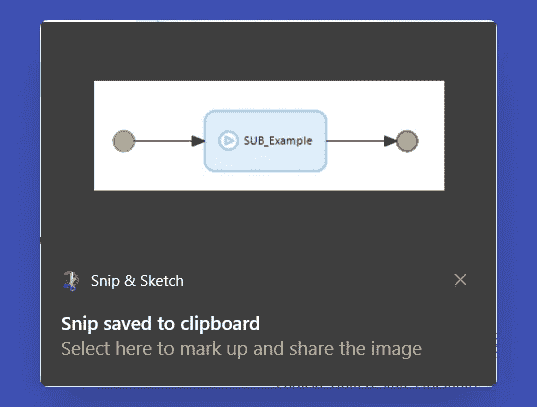 SUB_Example
Snip & Sketch
Snip saved to clipboard
Select here to mark up and share the image